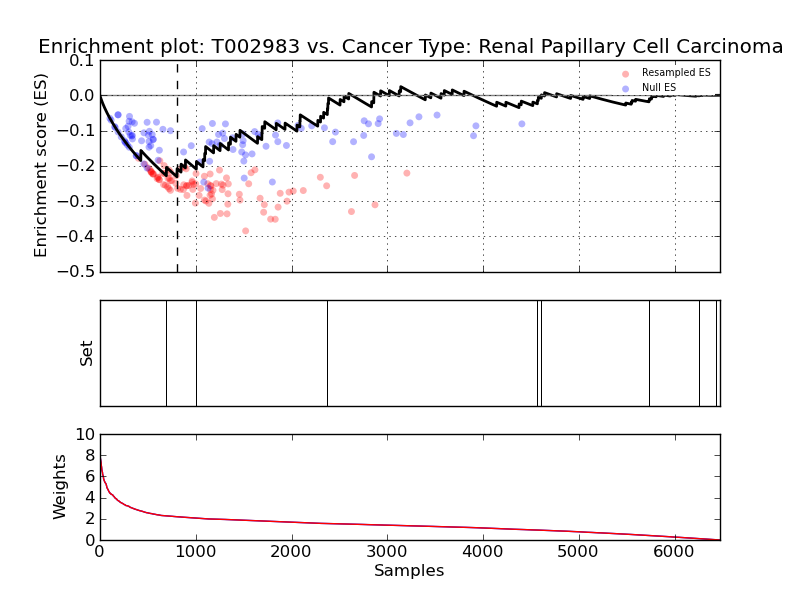 Enrichment plot: T002983 vs. Cancer Type: Renal Papillary Cell Carcinoma
Enrichment score (ES)
0.1
0.0
−0.1
−0.2
−0.3
−0.4
−0.5
Resampled ES
Null ES
Set
Weights
10
8
6
4
2
0
0 1000 2000 3000 4000 5000 6000
Samples